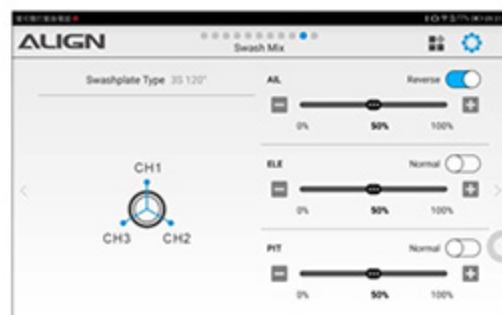 ALIGN
Swash Mix
Swashplate Type 3S 120°
CH1
CH3 CH2
AIL Reverse
0% 50% 100%
ELE Normal
0% 50% 100%
PIT Normal
0% 50% 100%